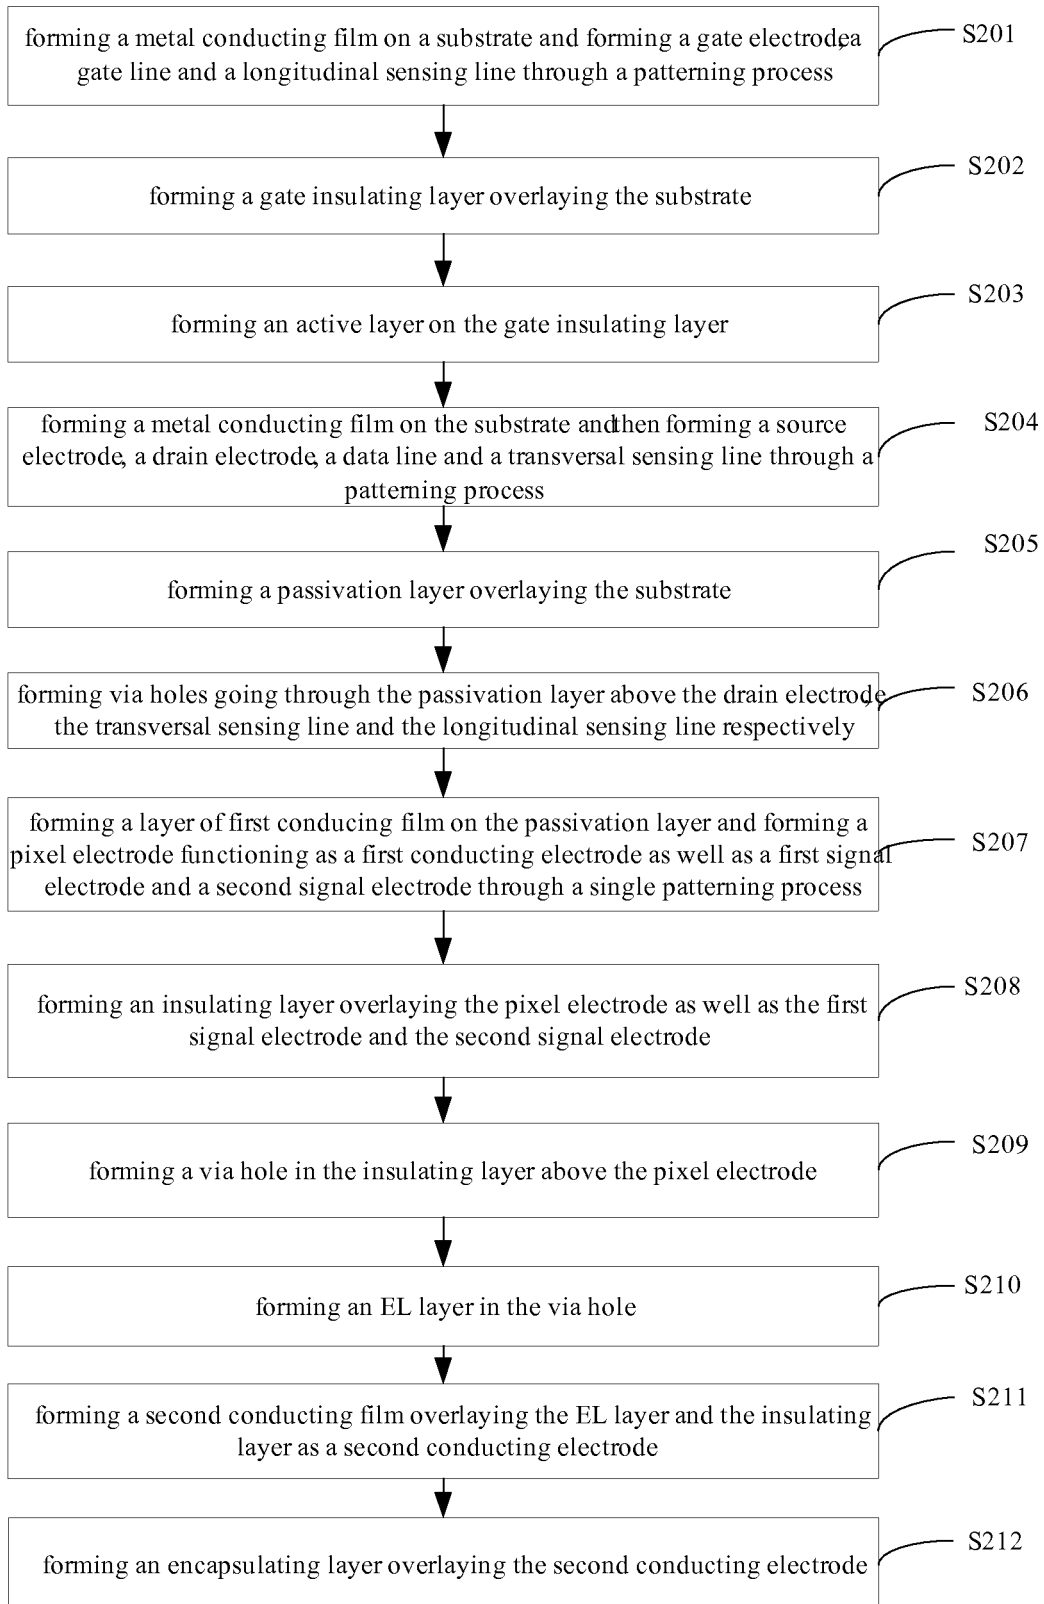 forming a metal conducting film on a substrate and forming a gate electrode, a
gate line and a longitudinal sensing line through a patterning process
S201
forming a gate insulating layer overlaying the substrate
S202
forming an active layer on the gate insulating layer
S203
forming a metal conducting film on the substrate and then forming a source
electrode, a drain electrode, a data line and a transversal sensing line through a
patterning process
S204
forming a passivation layer overlaying the substrate
S205
forming via holes going through the passivation layer above the drain electrode,
the transversal sensing line and the longitudinal sensing line respectively
S206
forming a layer of first conducing film on the passivation layer and forming a
pixel electrode functioning as a first conducting electrode as well as a first signal
electrode and a second signal electrode through a single patterning process
S207
forming an insulating layer overlaying the pixel electrode as well as the first
signal electrode and the second signal electrode
S208
forming a via hole in the insulating layer above the pixel electrode
S209
forming an EL layer in the via hole
S210
forming a second conducting film overlaying the EL layer and the insulating
layer as a second conducting electrode
S211
forming an encapsulating layer overlaying the second conducting electrode
S212